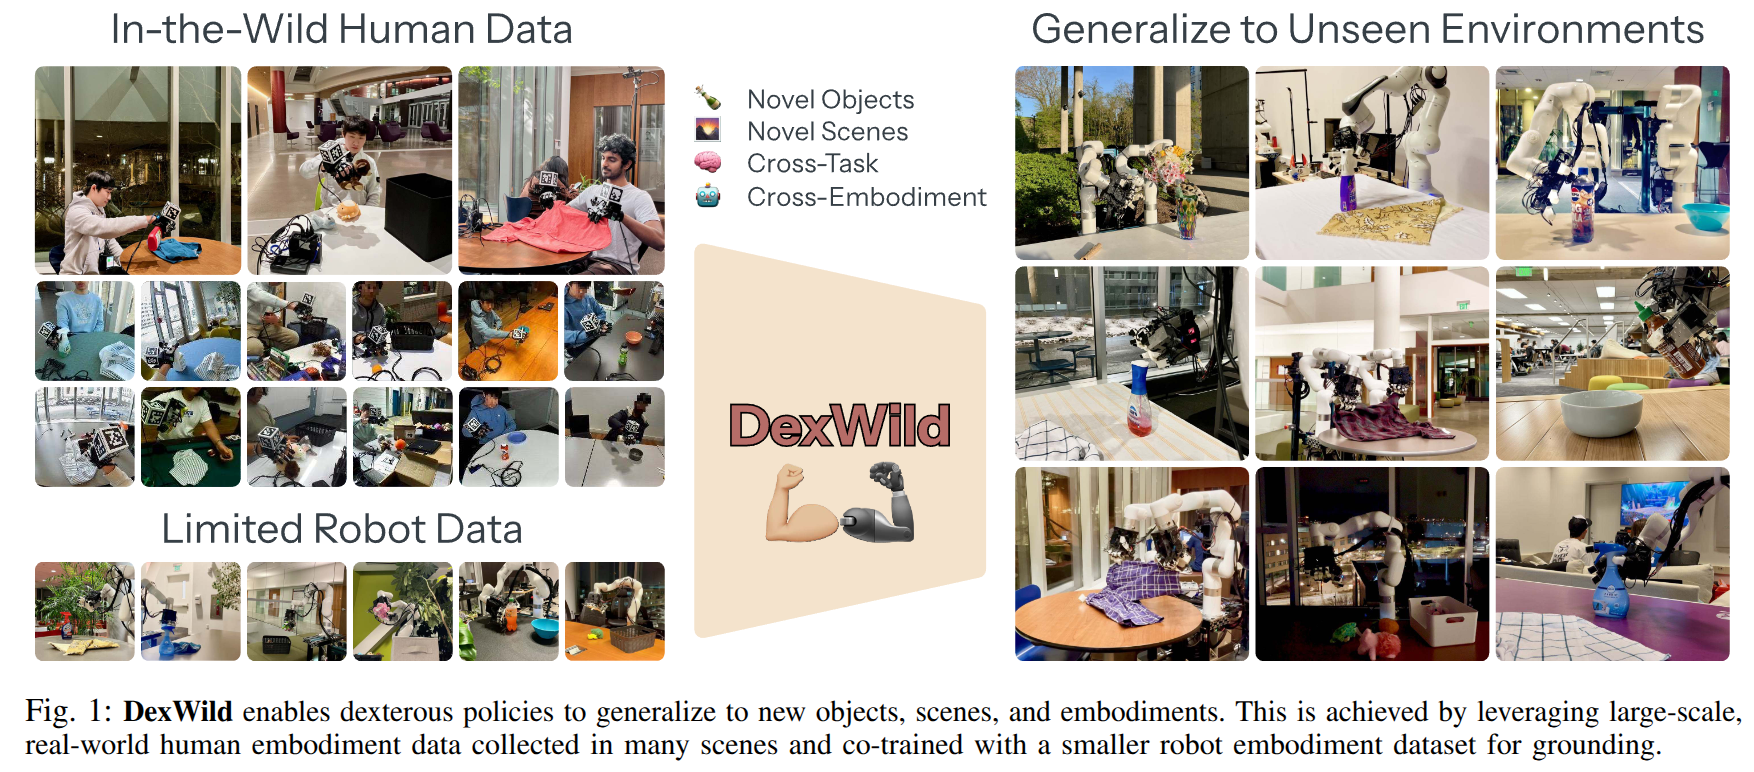 In-the-Wild Human Data
Generalize to Unseen Environments
Novel Objects
Novel Scenes
Cross-Task
Cross-Embodiment
DexWild
Limited Robot Data
Fig. 1: DexWild enables dexterous policies to generalize to new objects, scenes, and embodiments. This is achieved by leveraging large-scale,
real-world human embodiment data collected in many scenes and co-trained with a smaller robot embodiment dataset for grounding.